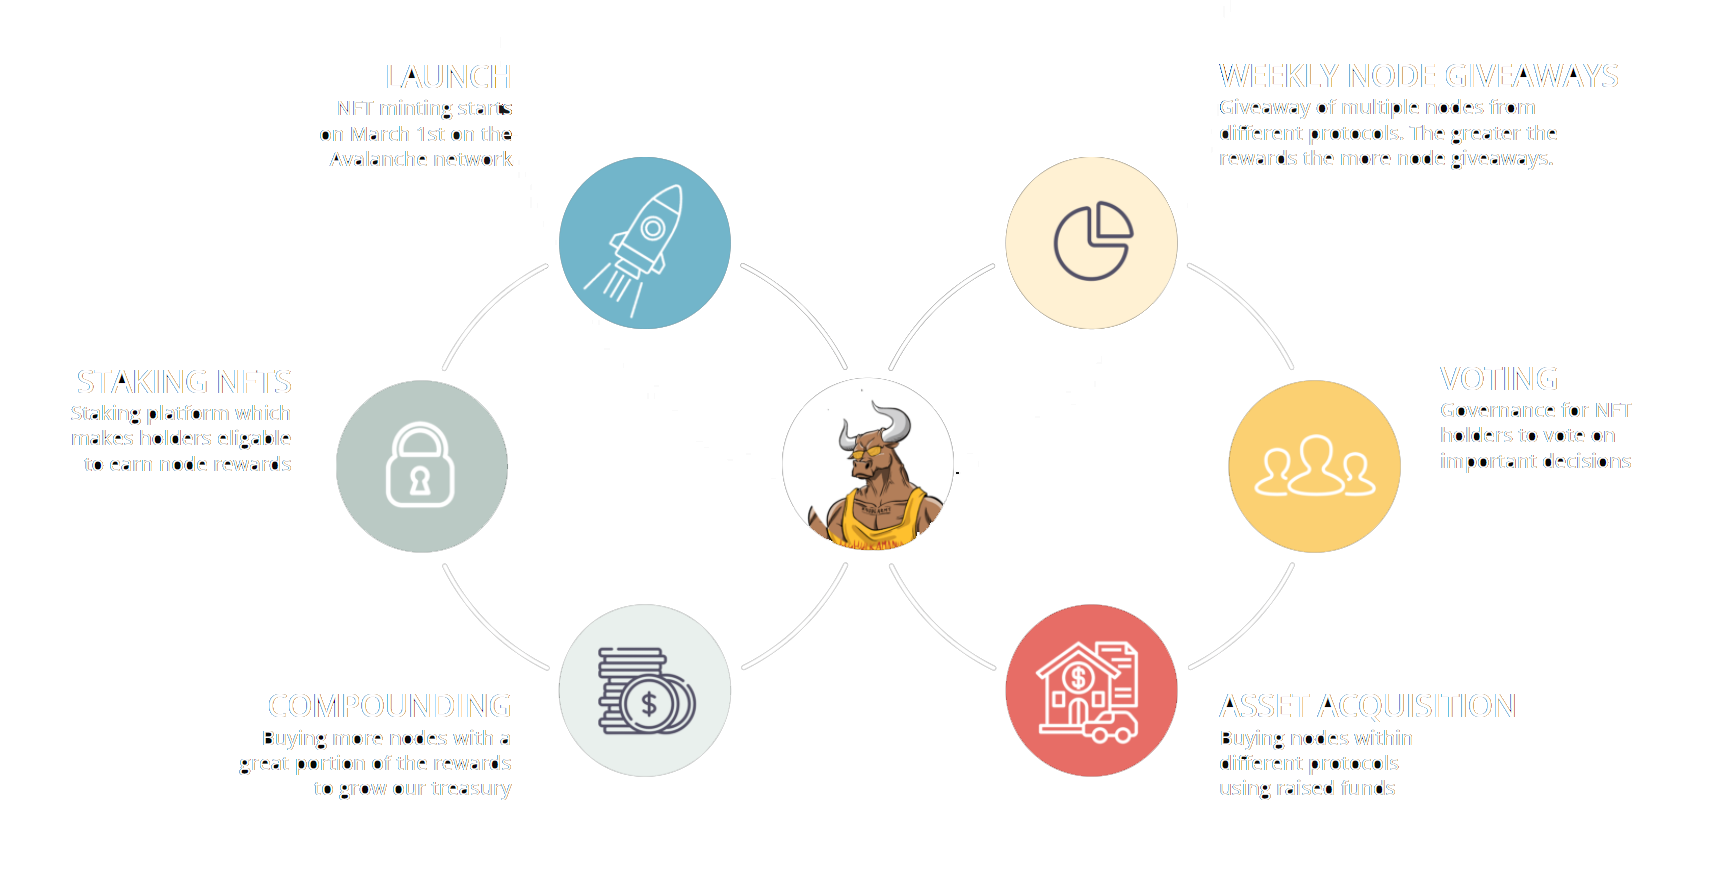 LAUNCH
NFT minting starts
on March 1st on the
Avalanche network
WEEKLY NODE GIVEAWAYS
Giveaway of multiple nodes from
different protocols. The greater the
rewards the more node giveaways.
STAKING NFTS
Staking platform which
makes holders eligable
to earn node rewards
VOTING
Governance for NFT
holders to vote on
important decisions
$
$
COMPOUNDING
Buying more nodes with a
great portion of the rewards
to grow our treasury
ASSET ACQUISITION
Buying nodes within
different protocols
using raised funds